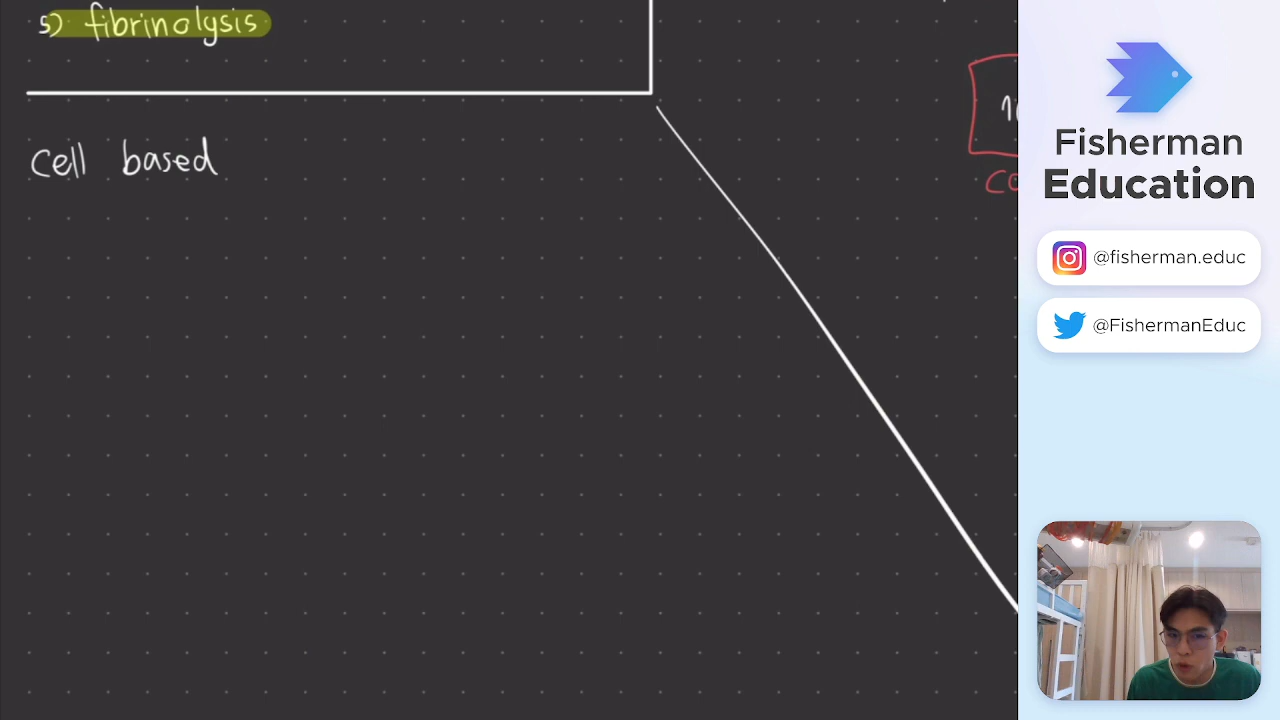 5) fibrinolysis
cell based
Fisherman
Education
@fisherman.educ
@FishermanEduc